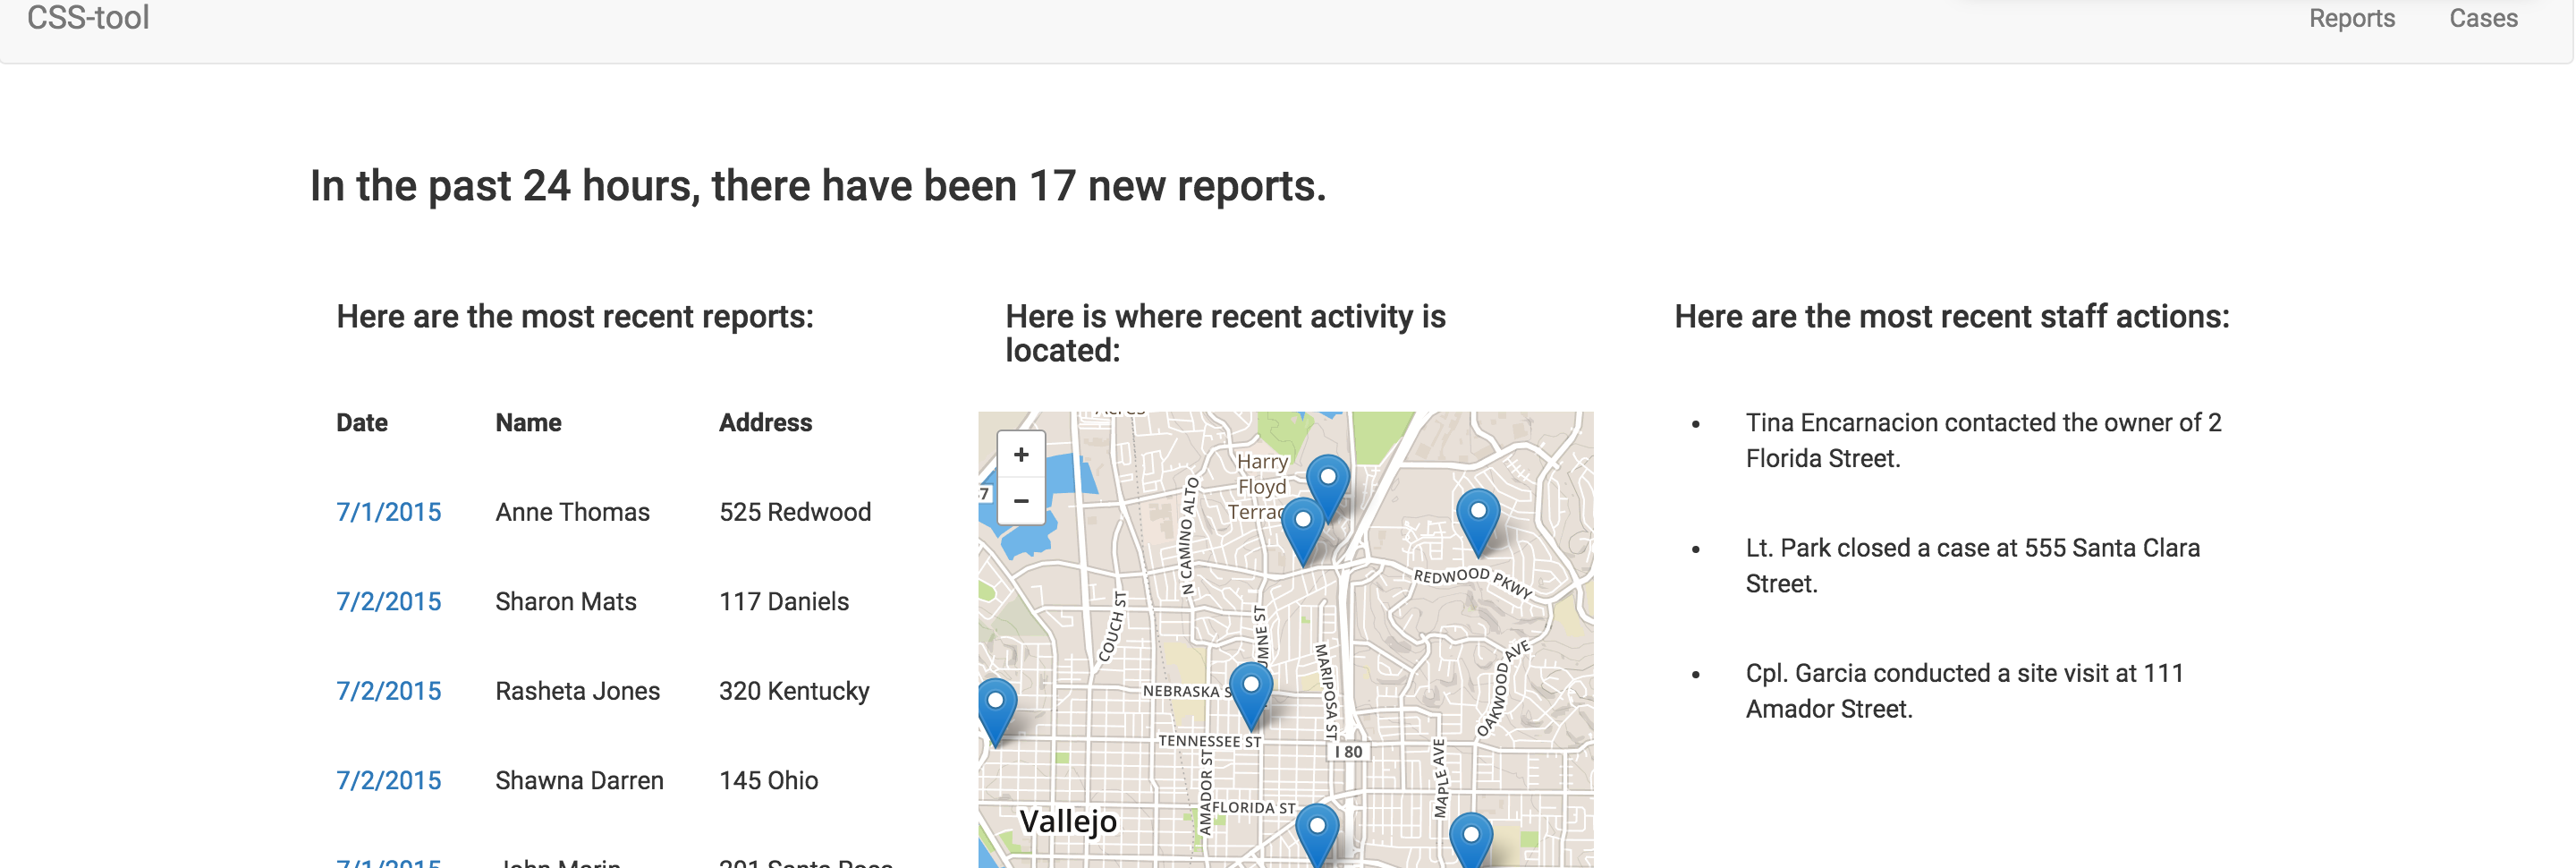 CSS-tool
Reports Cases
In the past 24 hours, there have been 17 new reports.
Here are the most recent reports:
Date Name Address
7/1/2015 Anne Thomas 525 Redwood
7/2/2015 Sharon Mats 117 Daniels
7/2/2015 Rasheta Jones 320 Kentucky
7/2/2015 Shawna Darren 145 Ohio
Here is where recent activity is
located:
+
−
7
Harry
Floyd
N CAMINO ALTO
REDWOOD PKWY
COUCH ST
MARIPOSA ST
OAKWOOD AVE
NEBRASKA
TENNESSEE ST
I 80
MAPLE AVE
AMADOR ST
FLORIDA ST
Vallejo
Here are the most recent staff actions:
• Tina Encarnacion contacted the owner of 2
Florida Street.
• Lt. Park closed a case at 555 Santa Clara
Street.
• Cpl. Garcia conducted a site visit at 111
Amador Street.